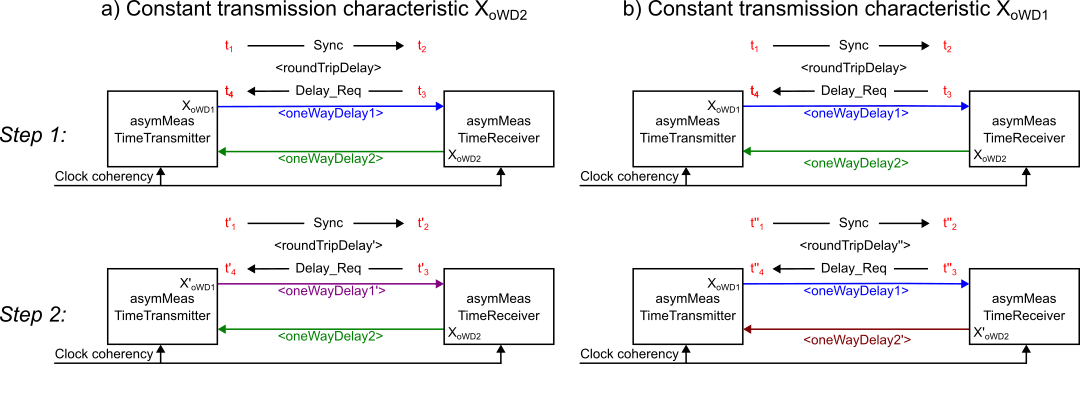 a) Constant transmission characteristic XoWD2
t1 Sync t2
<roundTripDelay>
t4 Delay_Req t3
XoWD1
<oneWayDelay1>
asymMeas
TimeTransmitter
asymMeas
TimeReceiver
<oneWayDelay2>
XoWD2
Clock coherency
b) Constant transmission characteristic XoWD1
t1 Sync t2
<roundTripDelay>
t4 Delay_Req t3
XoWD1
<oneWayDelay1>
asymMeas
TimeTransmitter
asymMeas
TimeReceiver
<oneWayDelay2>
XoWD2
Clock coherency
Step 1:
t'1 Sync t'2
<roundTripDelay'>
t'4 Delay_Req t'3
X'oWD1
<oneWayDelay1'>
asymMeas
TimeTransmitter
asymMeas
TimeReceiver
<oneWayDelay2>
XoWD2
Clock coherency
t''1 Sync t''2
<roundTripDelay''>
t''4 Delay_Req t''3
XoWD1
<oneWayDelay1>
asymMeas
TimeTransmitter
asymMeas
TimeReceiver
<oneWayDelay2'>
X'oWD2
Clock coherency
Step 2: